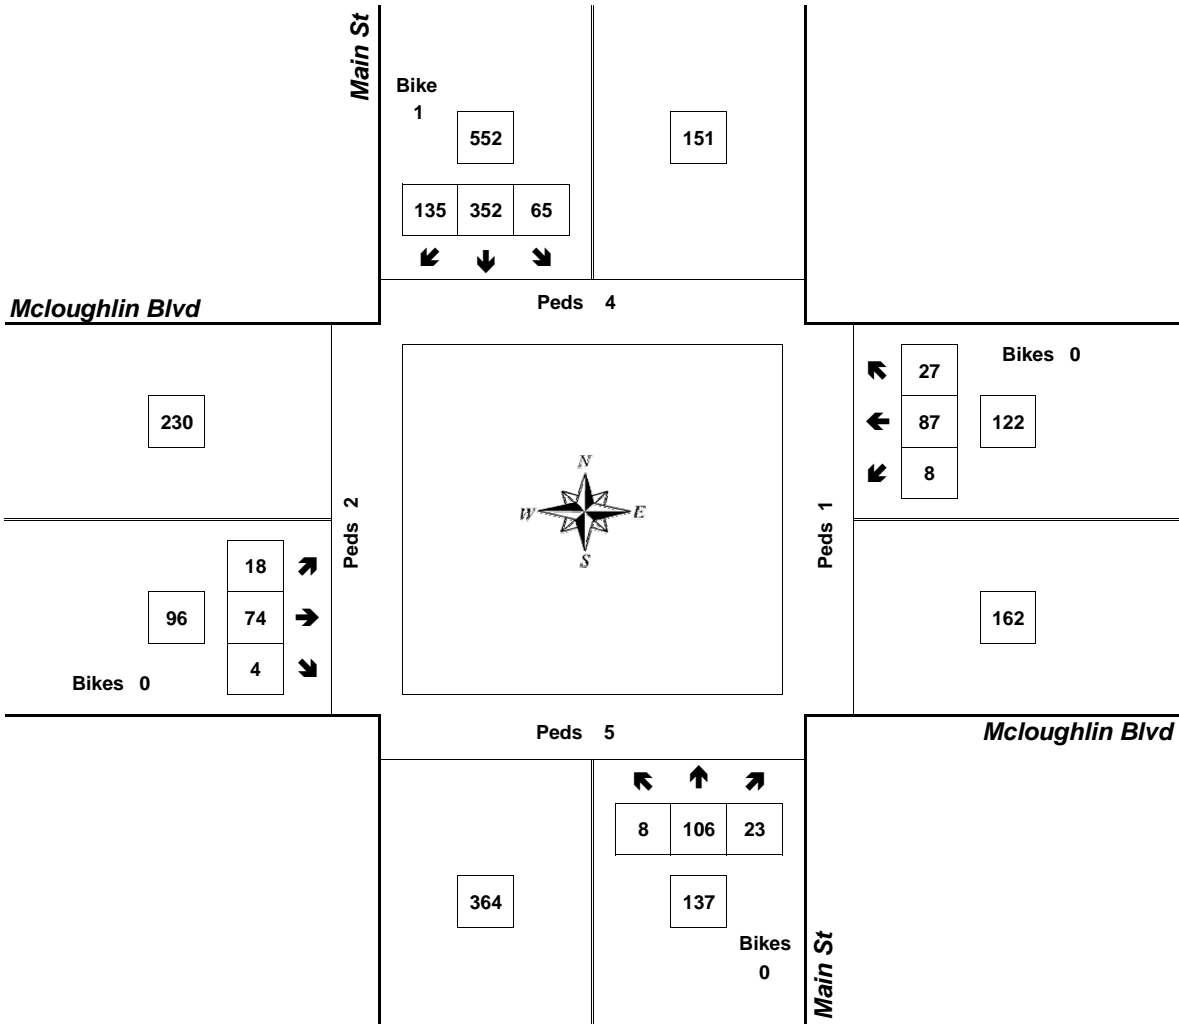 Main St
Bike
1
552
151
135 352 65
Mcloughlin Blvd
Peds 4
27
Bikes 0
230
87
122
8
N
W E
S
Peds 2
Peds 1
18
96
74
162
4
Bikes 0
Peds 5
Mcloughlin Blvd
8 106 23
364
137
Bikes
0
Main St